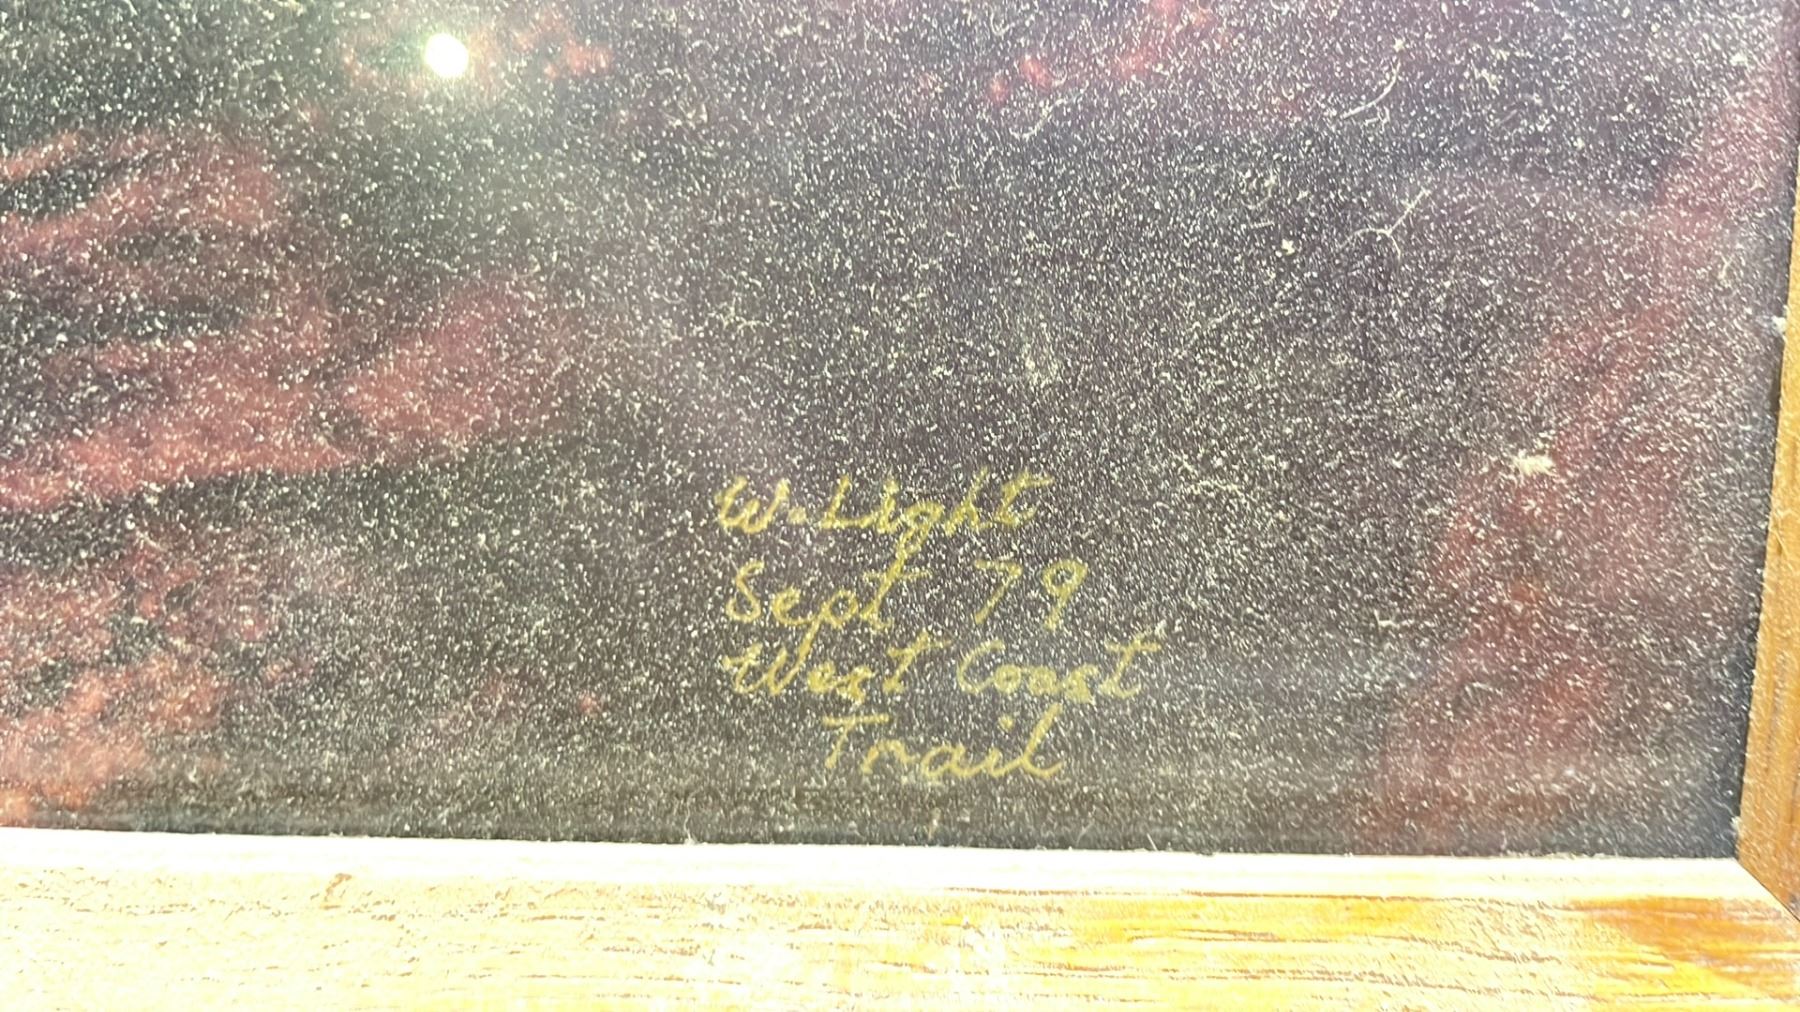 W. Light
Sept 79
West Coast
Trail